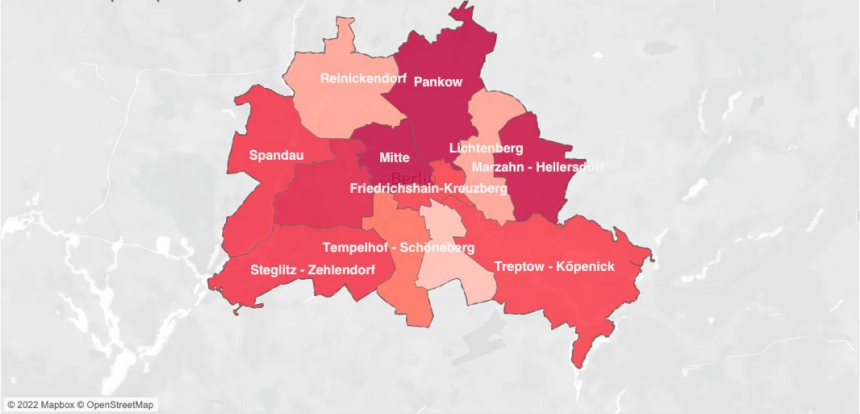 Reinickendorf
Pankow
Lichtenberg
Spandau
Mitte
Marzahn - Hellersdorf
Berlin
Friedrichshain-Kreuzberg
Tempelhof - Schöneberg
Steglitz - Zehlendorf
Treptow - Köpenick
© 2022 Mapbox © OpenStreetMap